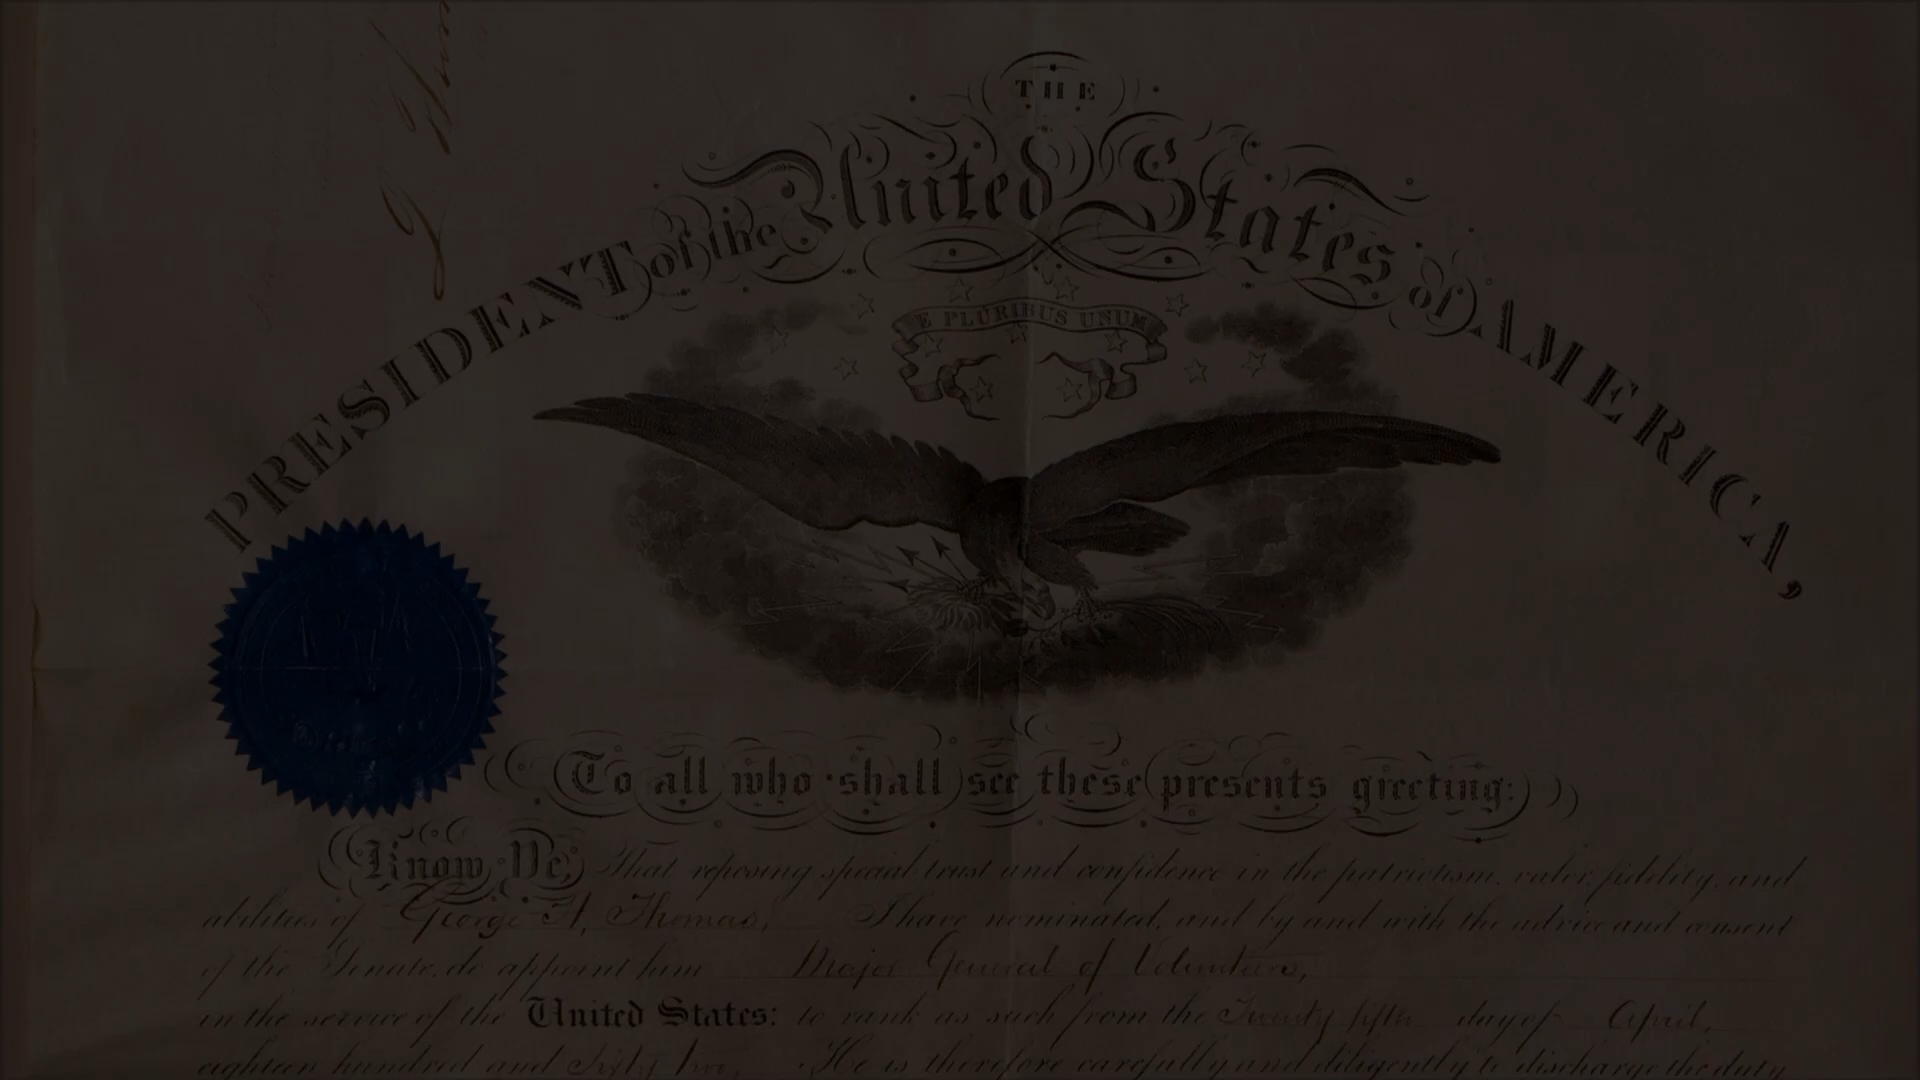 THE
PRESIDENT of the United States of AMERICA,
E PLURIBUS UNUM
To all who shall see these presents greeting:
Know Ye, That reposing special trust and confidence in the patriotism, valor, fidelity, and
abilities of George H. Thomas, I have nominated, and by and with the advice and consent
of the Senate, do appoint him Major General of Volunteers,
in the service of the United States: to rank as such from the Twenty fifth day of April,
eighteen hundred and Sixty two. He is therefore carefully and diligently to discharge the duty